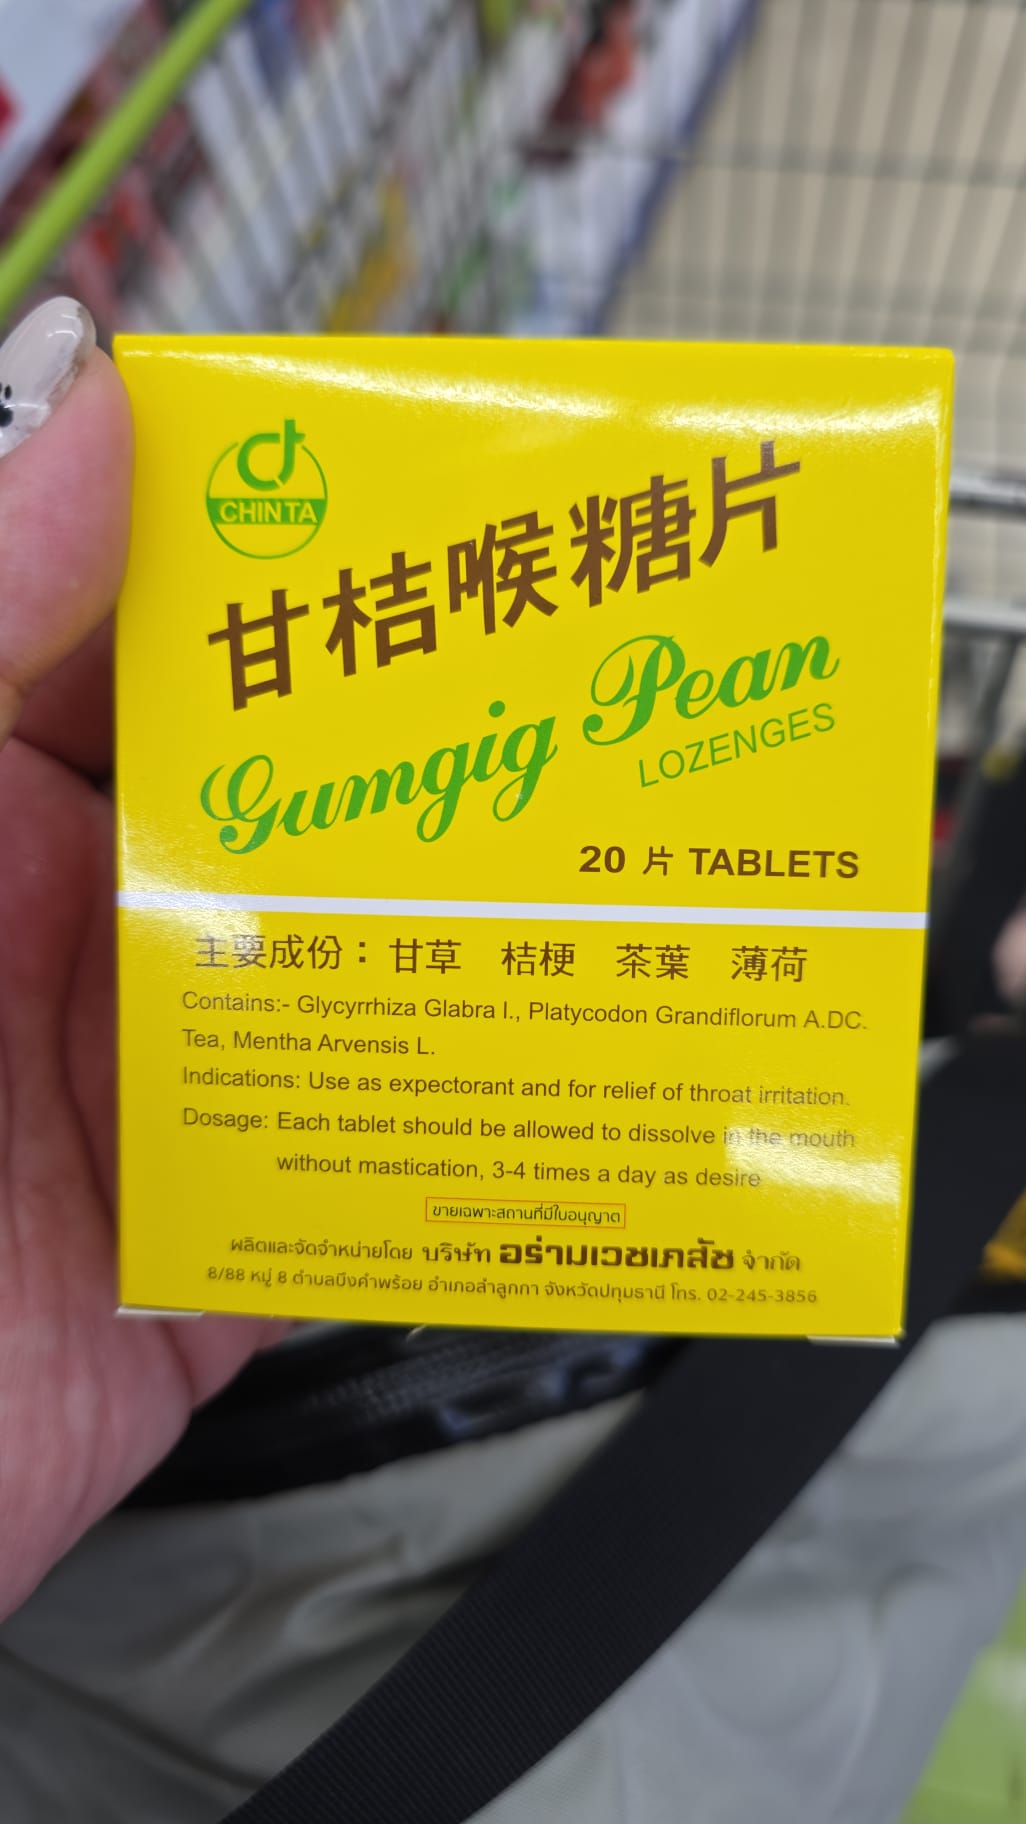 CHINTA
甘桔喉糖片
Gumgig Pean
LOZENGES
20 片 TABLETS
主要成份：甘草 桔梗 茶葉 薄荷
Contains:- Glycyrrhiza Glabra l., Platycodon Grandiflorum A.DC.
Tea, Mentha Arvensis L.
Indications: Use as expectorant and for relief of throat irritation.
Dosage: Each tablet should be allowed to dissolve in the mouth
without mastication, 3-4 times a day as desire
ขายเฉพาะสถานที่มีใบอนุญาต
ผลิตและจัดจำหน่ายโดย บริษัท อร่ามเวชเภสัช จำกัด
8/88 หมู่ 8 ตำบลบึงคำพร้อย อำเภอลำลูกกา จังหวัดปทุมธานี โทร. 02-245-3856